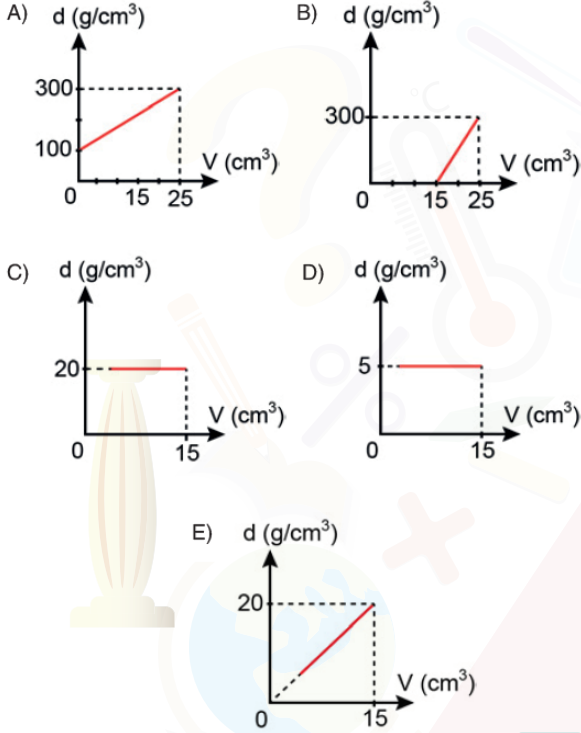 A) d (g/cm³)
300
100
V (cm³)
0 15 25
B) d (g/cm³)
300
V (cm³)
0 15 25
C) d (g/cm³)
20
V (cm³)
0 15
D) d (g/cm³)
5
V (cm³)
0 15
E) d (g/cm³)
20
V (cm³)
0 15
°C